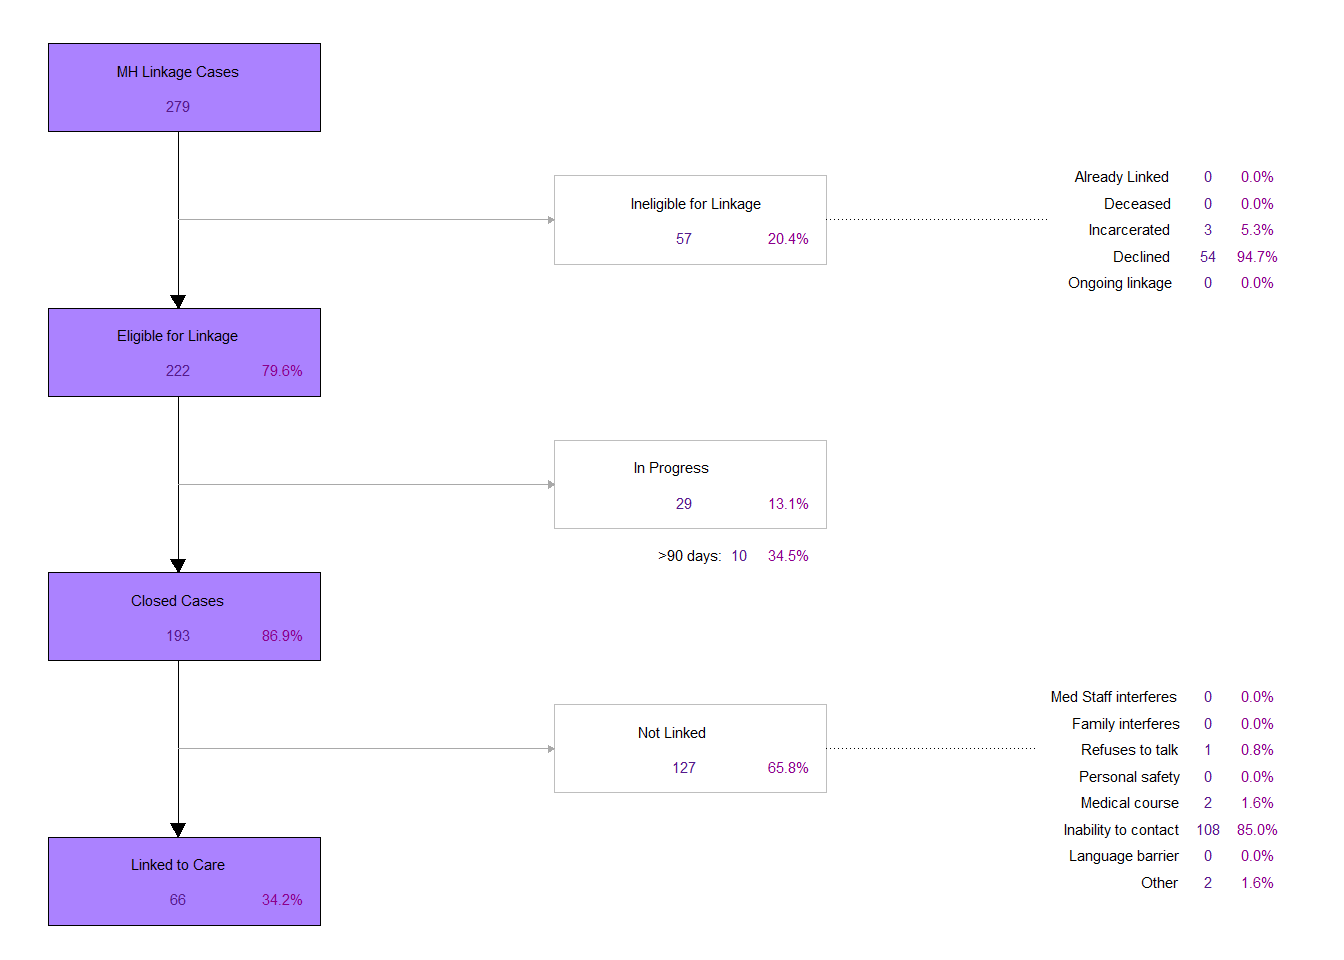 MH Linkage Cases
279
Ineligible for Linkage
57 20.4%
Already Linked 0 0.0%
Deceased 0 0.0%
Incarcerated 3 5.3%
Declined 54 94.7%
Ongoing linkage 0 0.0%
Eligible for Linkage
222 79.6%
In Progress
29 13.1%
>90 days: 10 34.5%
Closed Cases
193 86.9%
Not Linked
127 65.8%
Med Staff interferes 0 0.0%
Family interferes 0 0.0%
Refuses to talk 1 0.8%
Personal safety 0 0.0%
Medical course 2 1.6%
Inability to contact 108 85.0%
Language barrier 0 0.0%
Other 2 1.6%
Linked to Care
66 34.2%